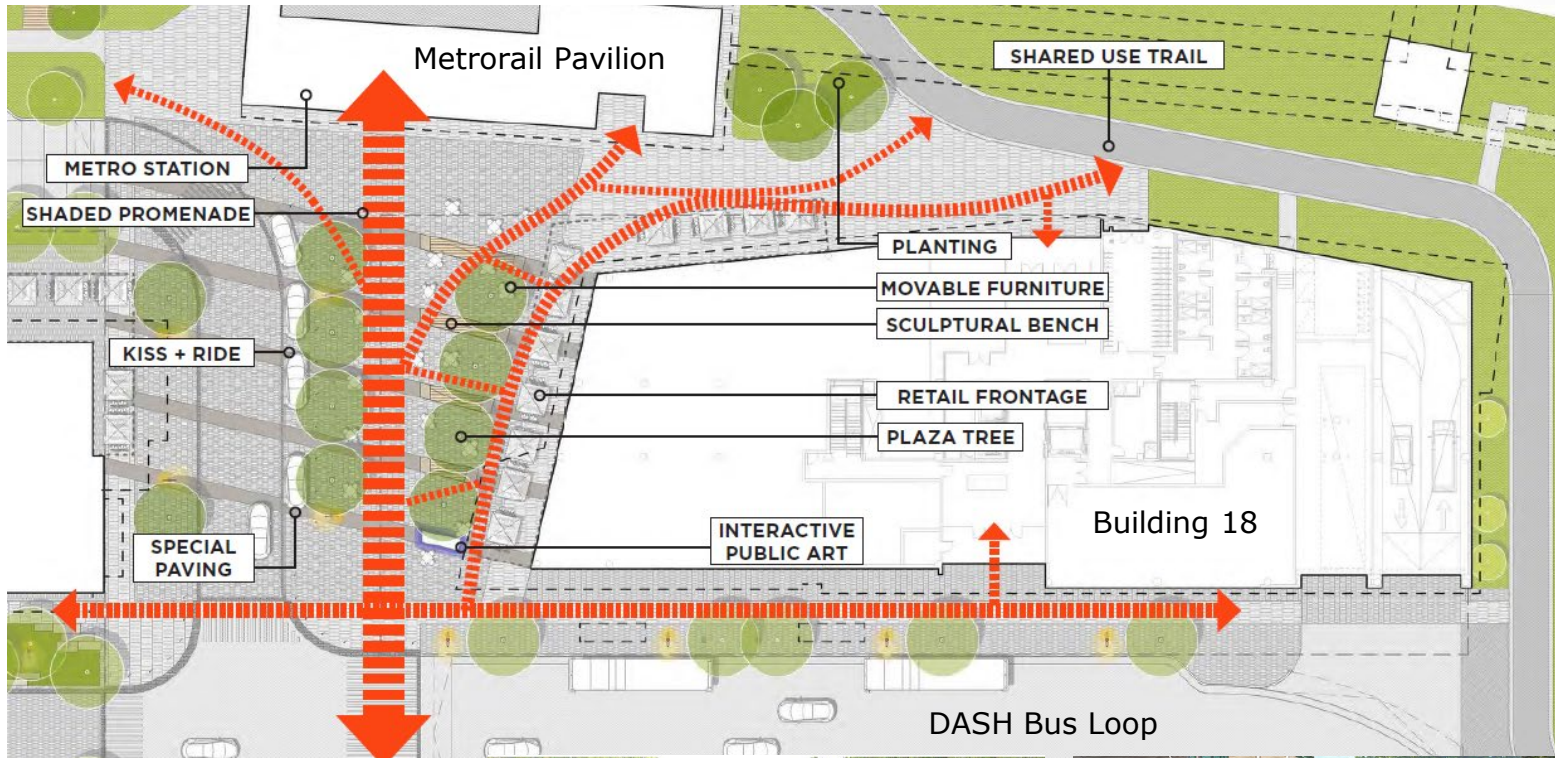 Metrorail Pavilion
SHARED USE TRAIL
METRO STATION
SHADED PROMENADE
PLANTING
MOVABLE FURNITURE
SCULPTURAL BENCH
KISS + RIDE
RETAIL FRONTAGE
PLAZA TREE
INTERACTIVE
PUBLIC ART
Building 18
SPECIAL
PAVING
DASH Bus Loop